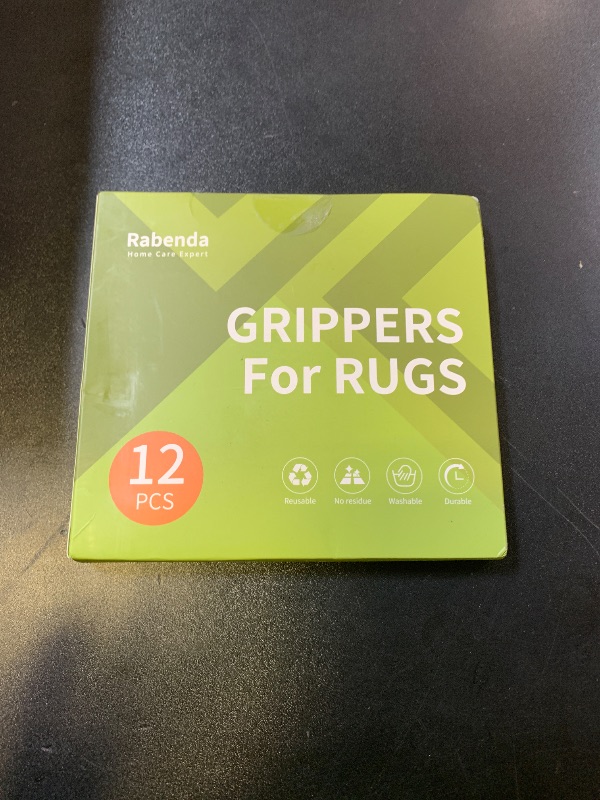 Rabenda
Home Care Expert
GRIPPERS
For RUGS
12
PCS
Reusable
No residue
Washable
Durable